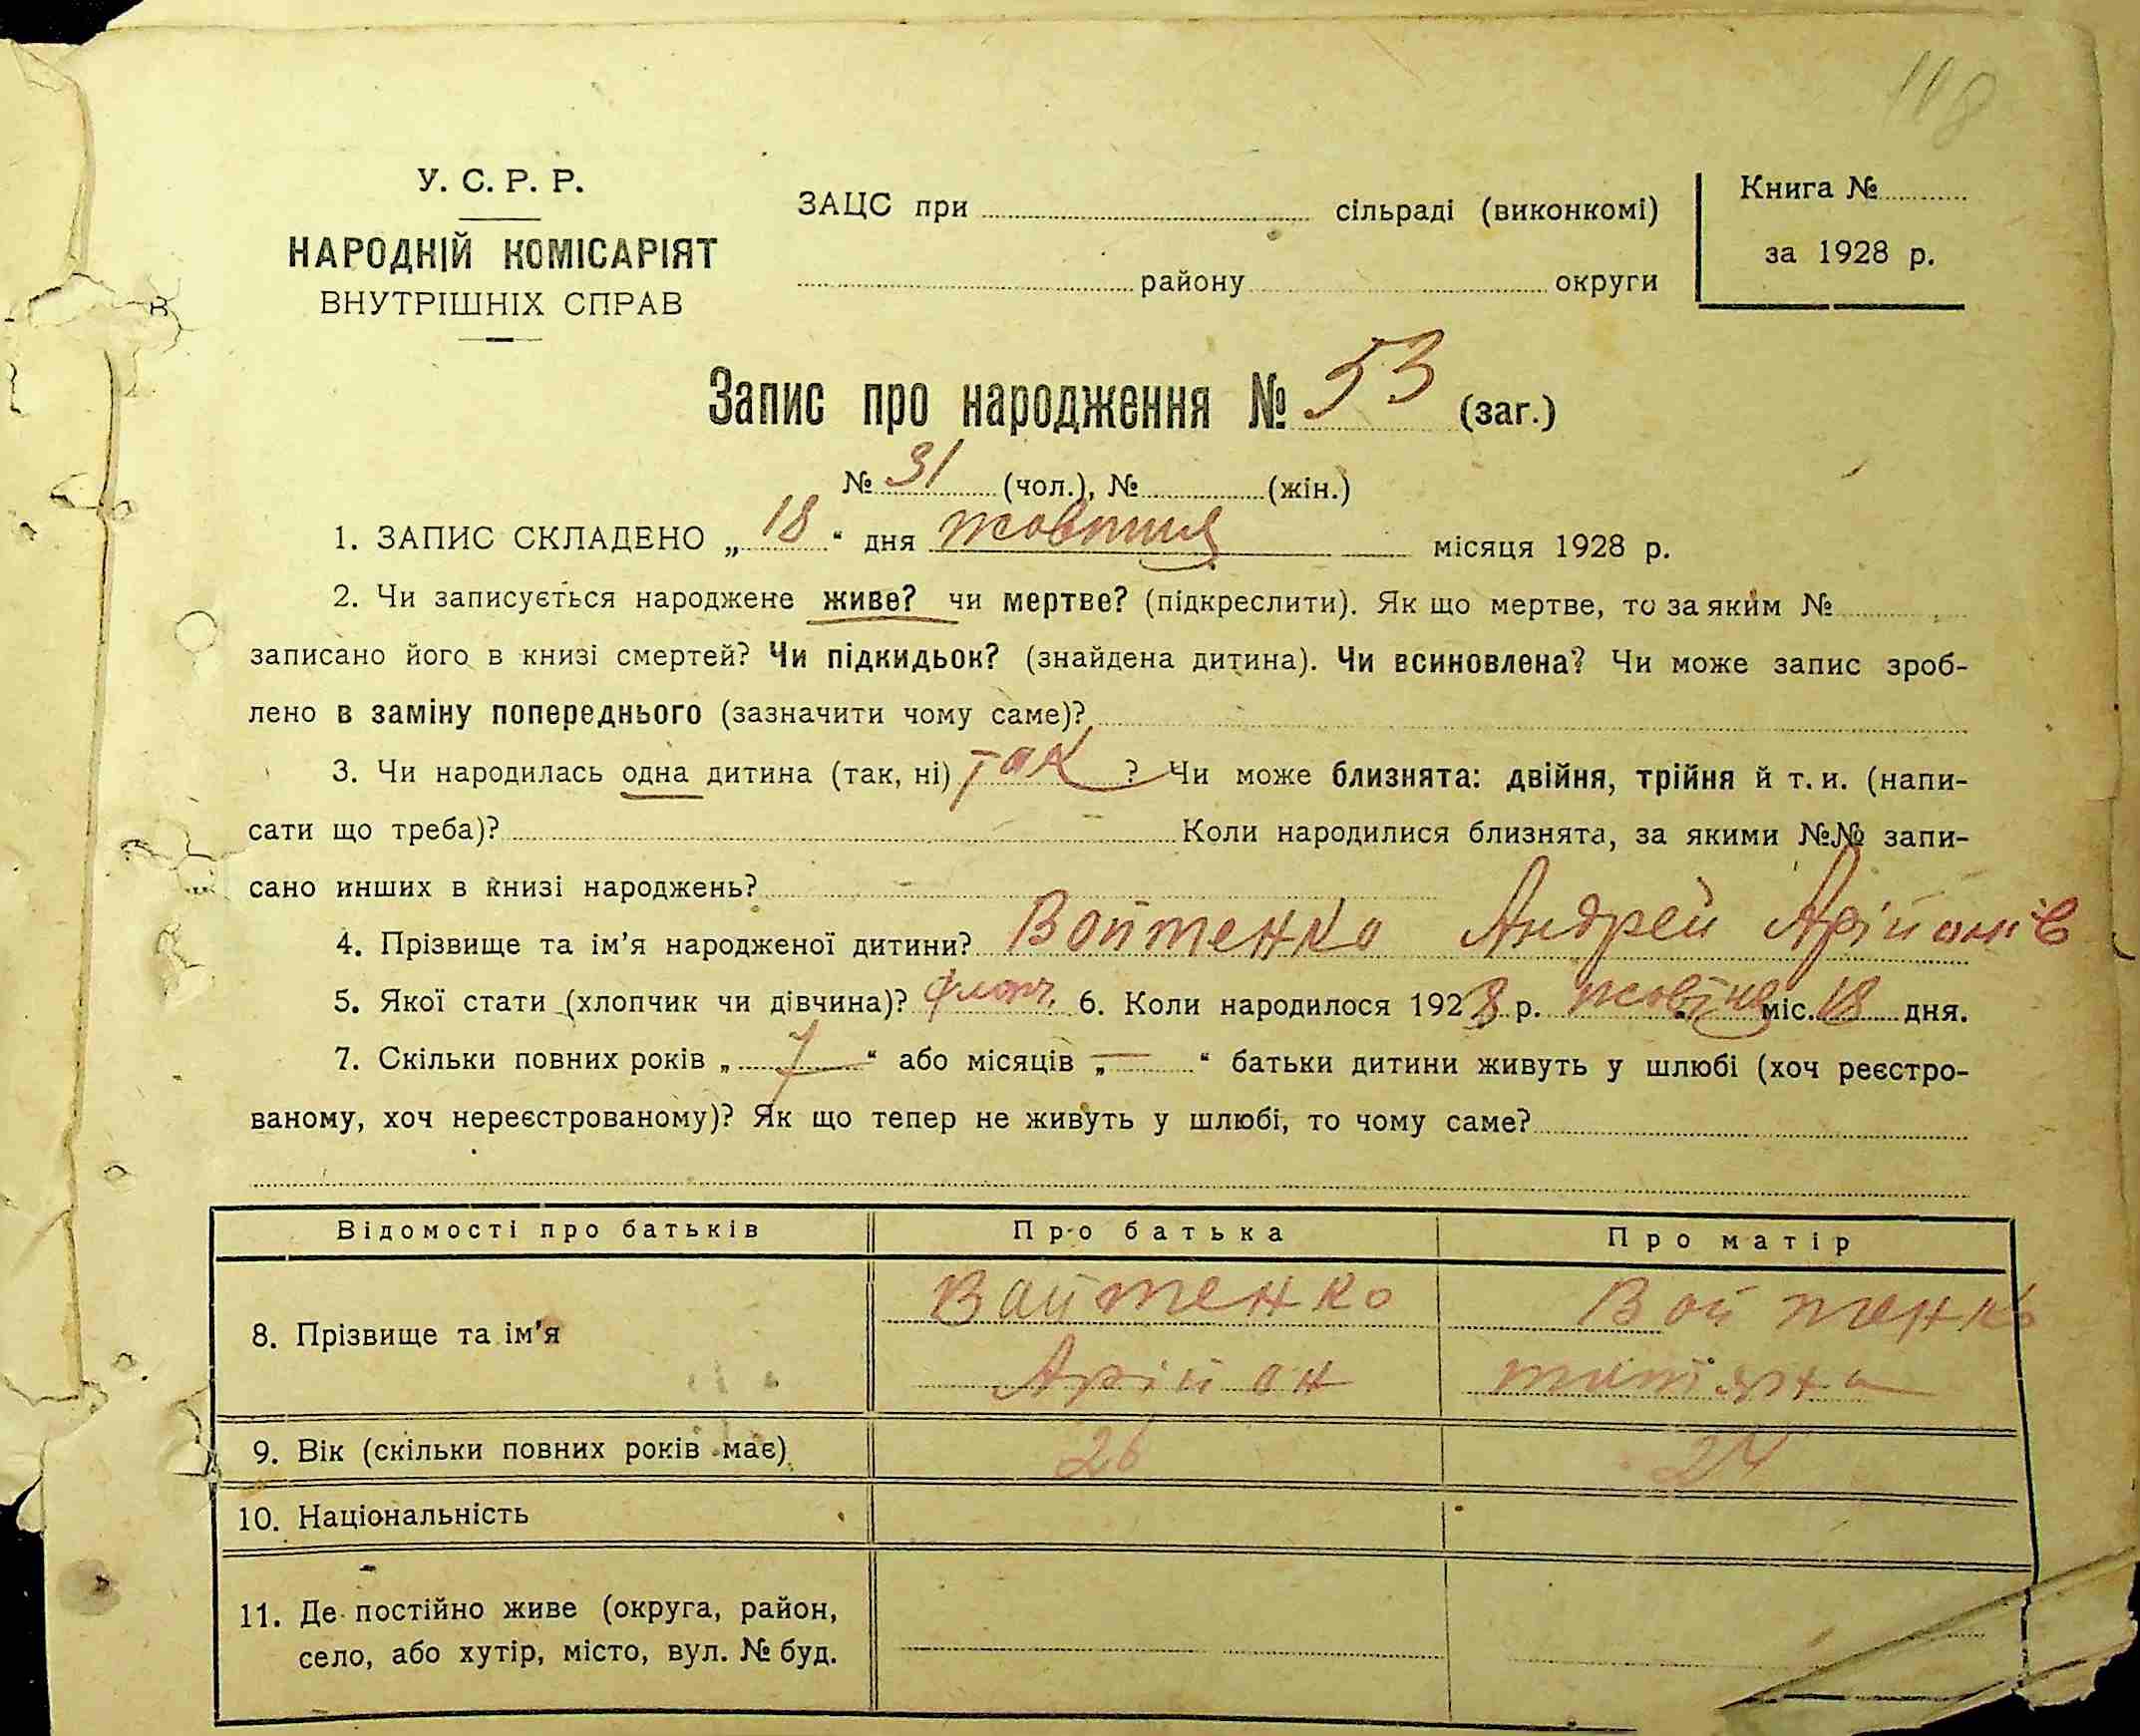 118
У. С. Р. Р.
НАРОДНІЙ КОМІСАРІЯТ
ВНУТРІШНІХ СПРАВ
ЗАЦС при сільраді (виконкомі)
району округи
Книга №
за 1928 р.
Запис про народження № 53 (заг.)
№ 31 (чол.), № (жін.)
1. ЗАПИС СКЛАДЕНО „18“ дня жовтня місяця 1928 р.
2. Чи записується народжене живе? чи мертве? (підкреслити). Як що мертве, то за яким №
записано його в книзі смертей? Чи підкидьок? (знайдена дитина). Чи всиновлена? Чи може запис зроб-
лено в заміну попереднього (зазначити чому саме)?
3. Чи народилась одна дитина (так, ні) так? Чи може близнята: двійня, трійня й т. и. (напи-
сати що треба)? Коли народилися близнята, за якими №№ запи-
сано инших в книзі народжень?
4. Прізвище та ім’я народженої дитини? Войтенко Андрей Арійонів
5. Якої стати (хлопчик чи дівчина)? 6. Коли народилося 1928 р. міс. 18 дня.
7. Скільки повних років „7“ або місяців „—“ батьки дитини живуть у шлюбі (хоч реєстро-
ваному, хоч нереєстрованому)? Як що тепер не живуть у шлюбі, то чому саме?
Відомості про батьків Про батька Про матір
8. Прізвище та ім’я Войтенко Арійон Войтенко
9. Вік (скільки повних років має) 26 24
10. Національність
11. Де постійно живе (округа, район,
село, або хутір, місто, вул. № буд.